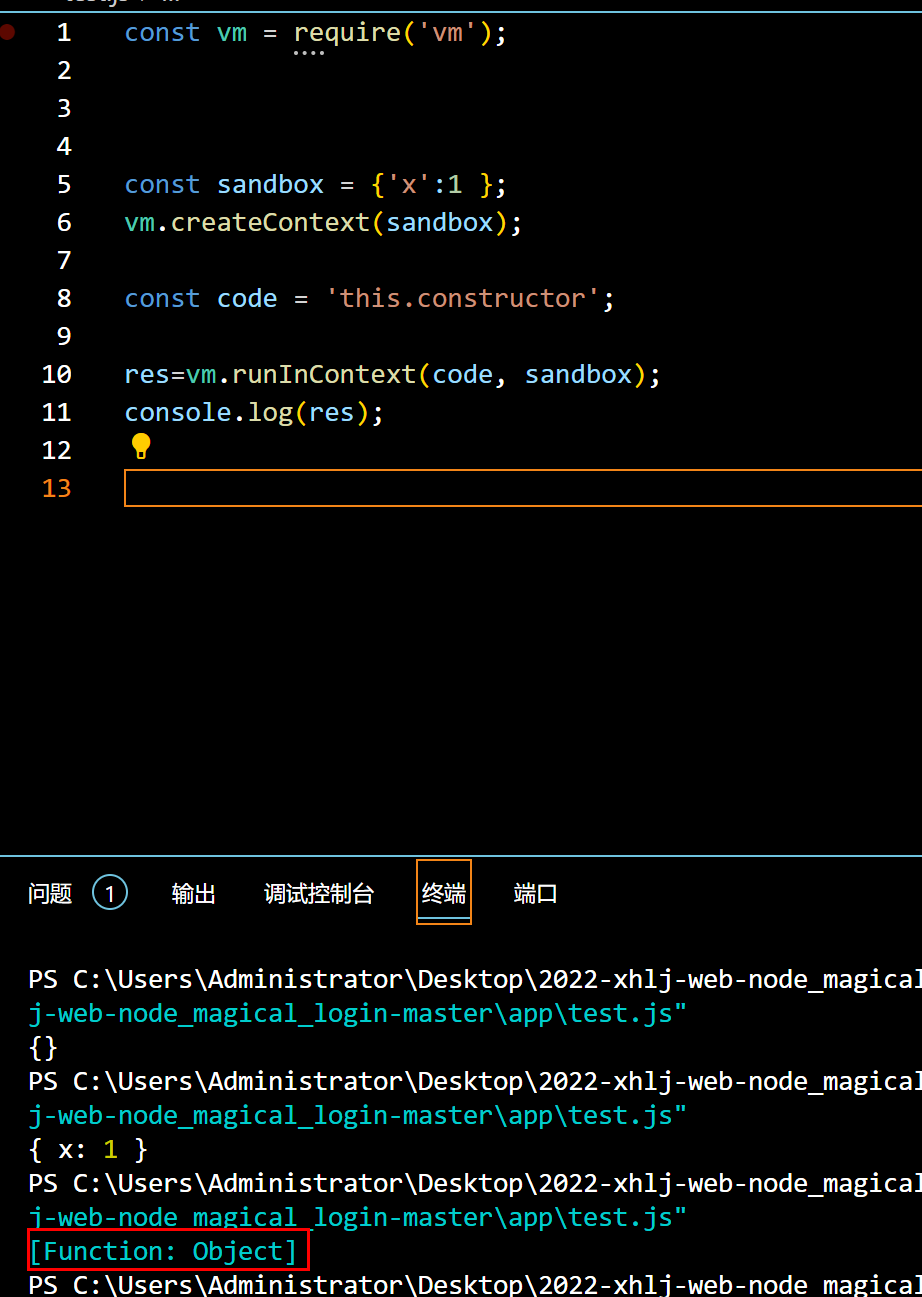 1 const vm = require('vm');
2
3
4
5 const sandbox = {'x':1 };
6 vm.createContext(sandbox);
7
8 const code = 'this.constructor';
9
10 res=vm.runInContext(code, sandbox);
11 console.log(res);
12
13
问题 1 输出 调试控制台 终端 端口
PS C:\Users\Administrator\Desktop\2022-xhlj-web-node_magical
j-web-node_magical_login-master\app\test.js"
{}
PS C:\Users\Administrator\Desktop\2022-xhlj-web-node_magical
j-web-node_magical_login-master\app\test.js"
{ x: 1 }
PS C:\Users\Administrator\Desktop\2022-xhlj-web-node_magical
j-web-node_magical_login-master\app\test.js"
[Function: Object]
PS C:\Users\Administrator\Desktop\2022-xhlj-web-node_magical